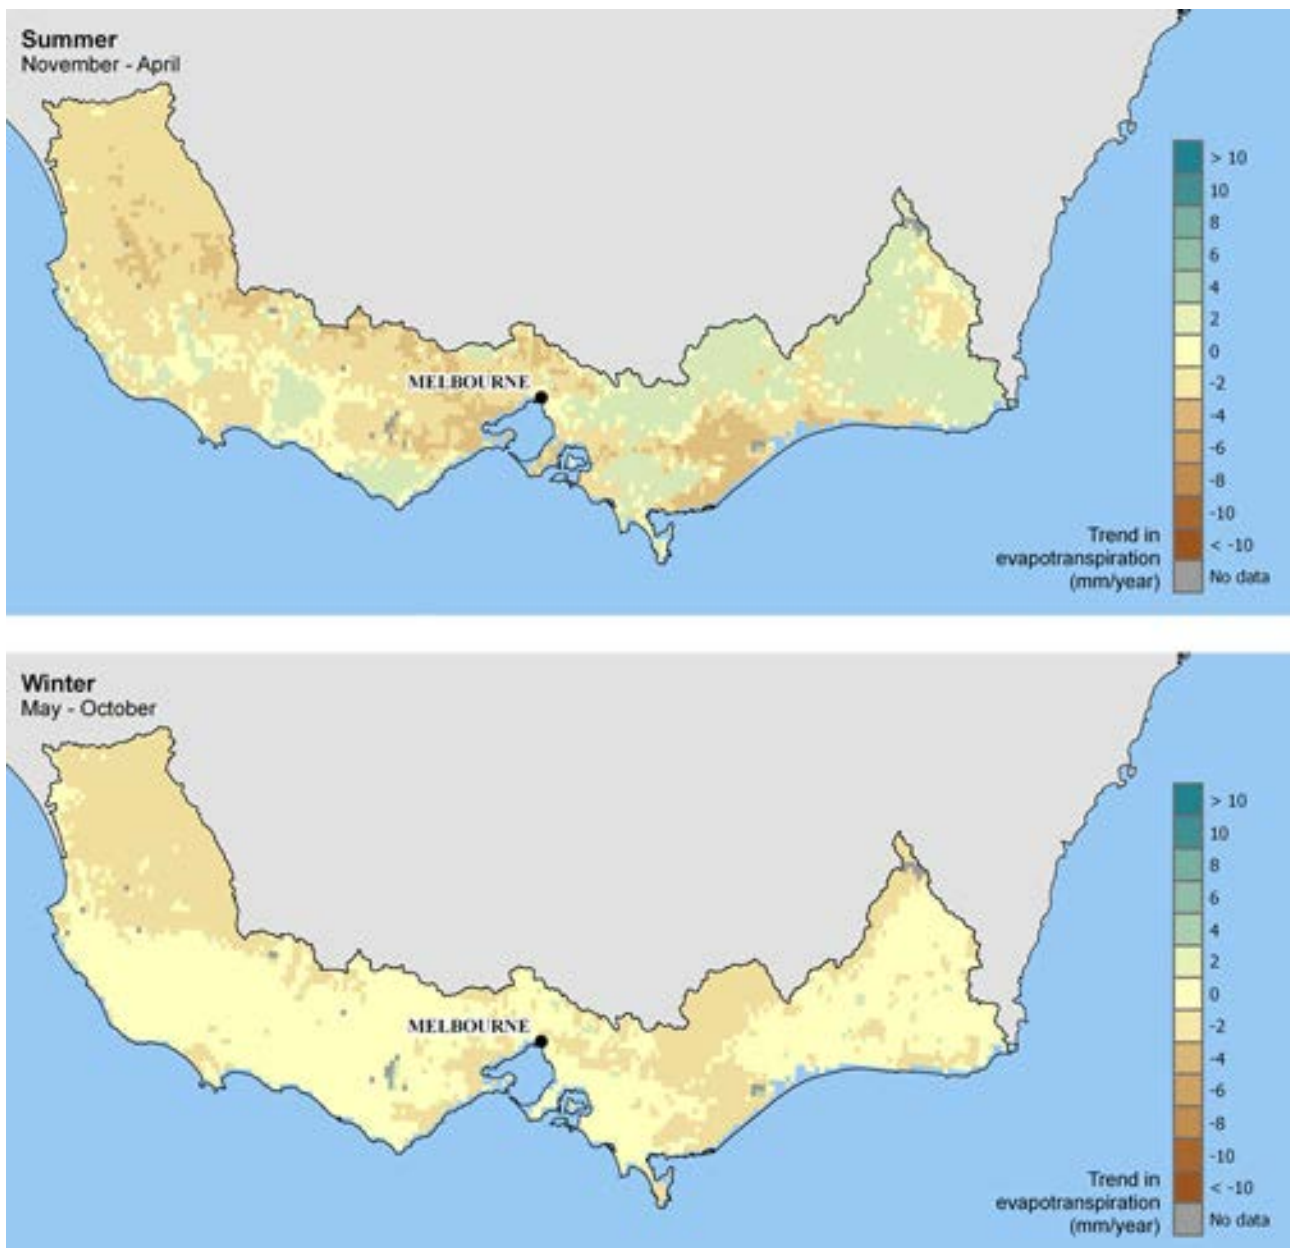 Summer
November - April
MELBOURNE
> 10
10
8
6
4
2
0
-2
-4
-6
-8
-10
< -10
No data
Trend in
evapotranspiration
(mm/year)
Winter
May - October
MELBOURNE
> 10
10
8
6
4
2
0
-2
-4
-6
-8
-10
< -10
No data
Trend in
evapotranspiration
(mm/year)